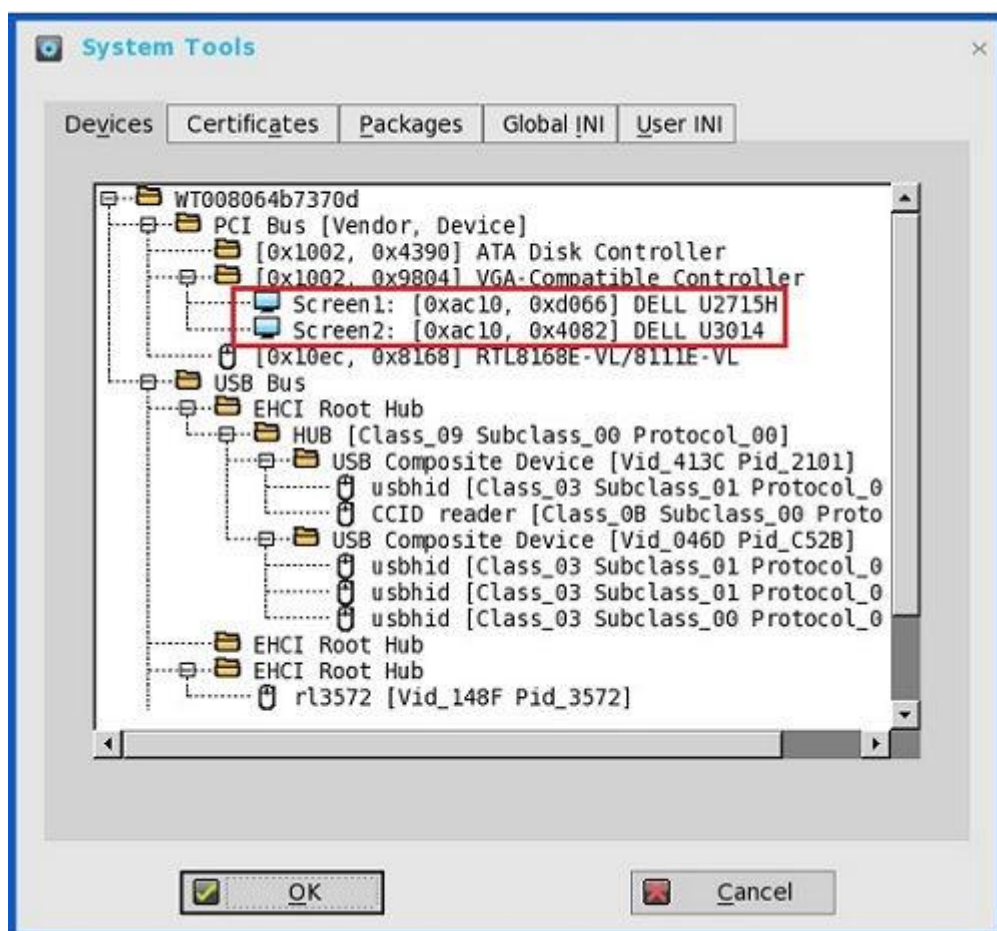 System Tools
Devices Certificates Packages Global INI User INI
WT008064b7370d
PCI Bus [Vendor, Device]
[0x1002, 0x4390] ATA Disk Controller
[0x1002, 0x9804] VGA-Compatible Controller
Screen1: [0xac10, 0xd066] DELL U2715H
Screen2: [0xac10, 0x4082] DELL U3014
[0x10ec, 0x8168] RTL8168E-VL/8111E-VL
USB Bus
EHCI Root Hub
HUB [Class_09 Subclass_00 Protocol_00]
USB Composite Device [Vid_413C Pid_2101]
usbhid [Class_03 Subclass_01 Protocol_0
CCID reader [Class_0B Subclass_00 Proto
USB Composite Device [Vid_046D Pid_C52B]
usbhid [Class_03 Subclass_01 Protocol_0
usbhid [Class_03 Subclass_01 Protocol_0
usbhid [Class_03 Subclass_00 Protocol_0
EHCI Root Hub
EHCI Root Hub
rl3572 [Vid_148F Pid_3572]
OK Cancel